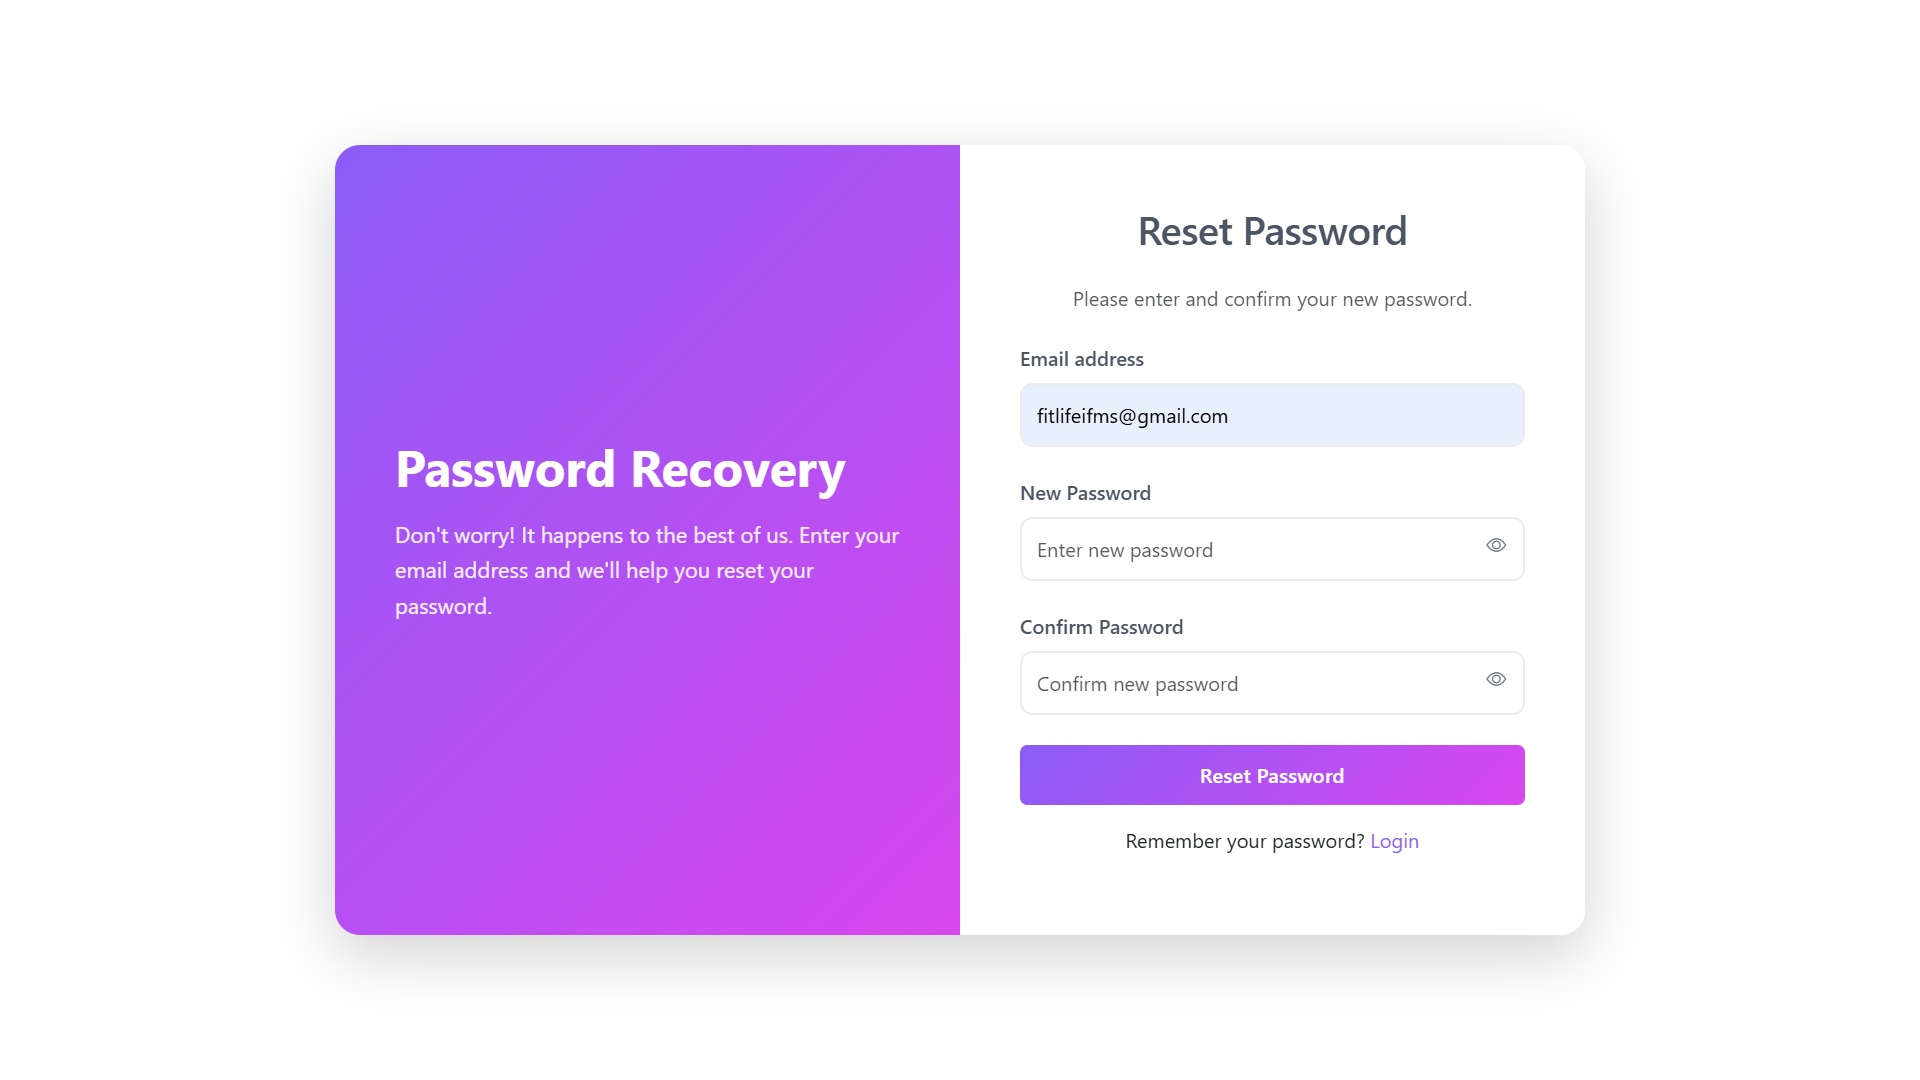 Password Recovery
Don't worry! It happens to the best of us. Enter your
email address and we'll help you reset your
password.
Reset Password
Please enter and confirm your new password.
Email address
fitlifeifms@gmail.com
New Password
Enter new password
Confirm Password
Confirm new password
Reset Password
Remember your password? Login